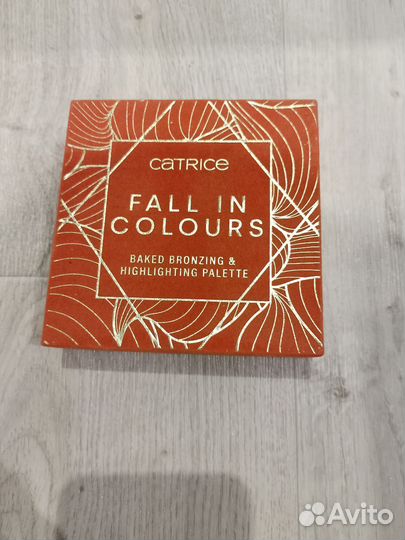 CATRICE
FALL IN
COLOURS
BAKED BRONZING &
HIGHLIGHTING PALETTE
Avito